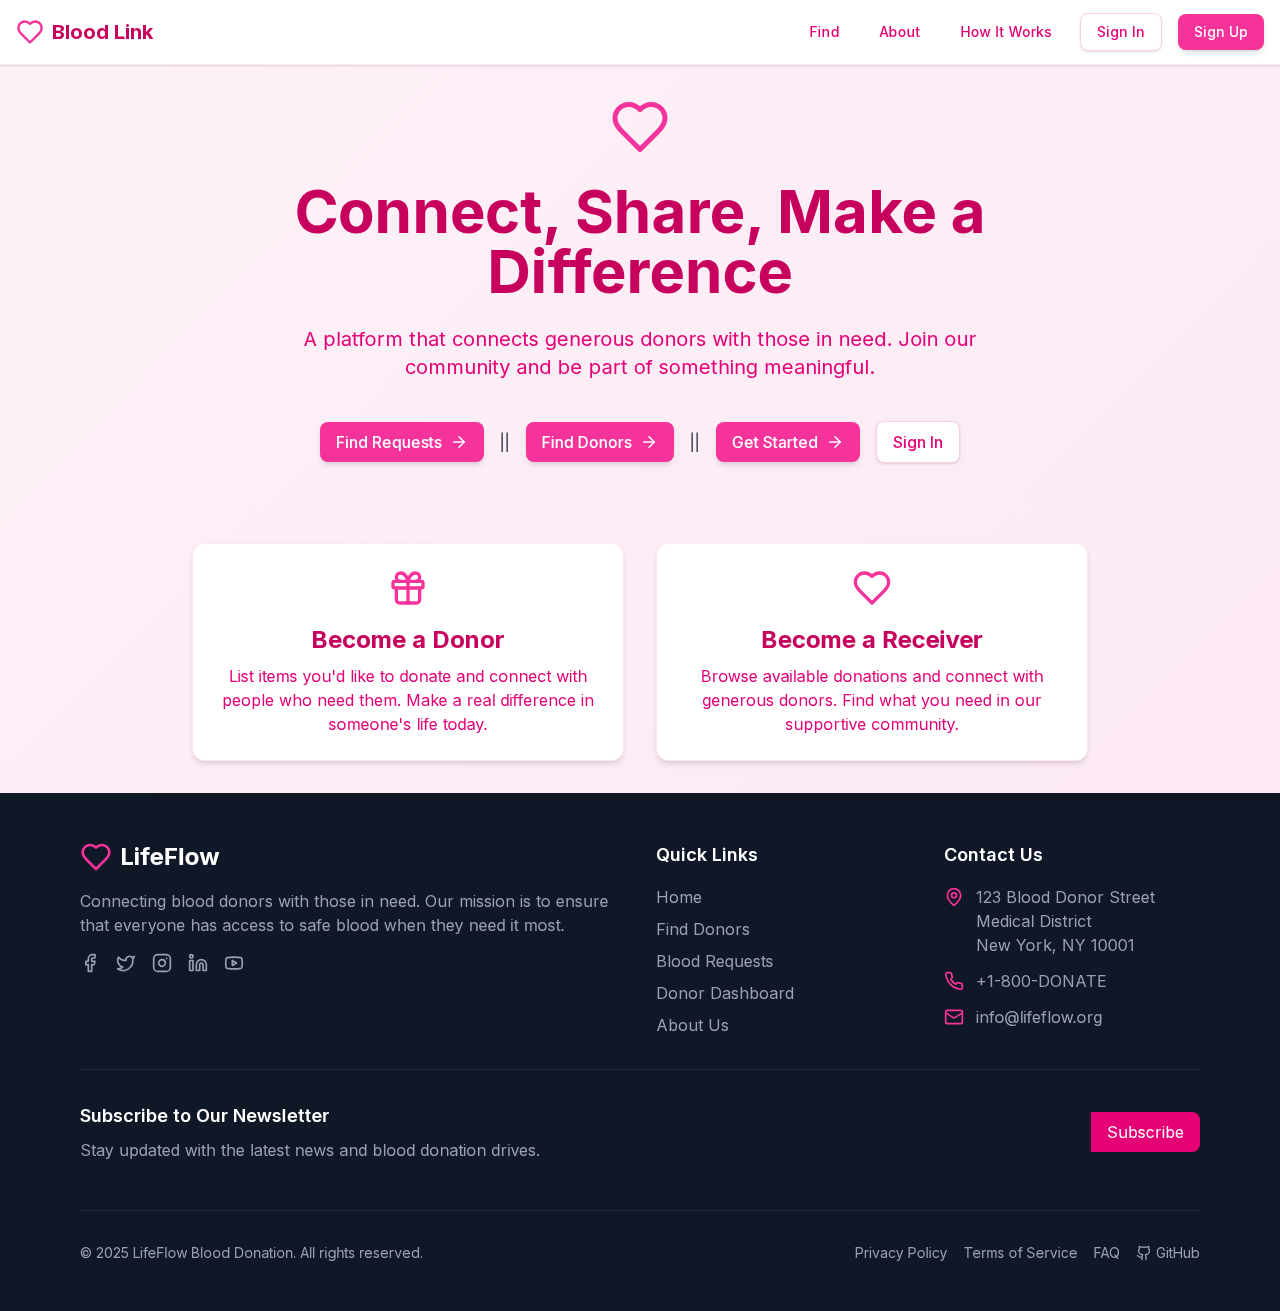 Blood Link
Find
About
How It Works
Sign In
Sign Up
Connect, Share, Make a
Difference
A platform that connects generous donors with those in need. Join our
community and be part of something meaningful.
Find Requests
||
Find Donors
||
Get Started
Sign In
Become a Donor
List items you'd like to donate and connect with
people who need them. Make a real difference in
someone's life today.
Become a Receiver
Browse available donations and connect with
generous donors. Find what you need in our
supportive community.
LifeFlow
Connecting blood donors with those in need. Our mission is to ensure
that everyone has access to safe blood when they need it most.
Quick Links
Home
Find Donors
Blood Requests
Donor Dashboard
About Us
Contact Us
123 Blood Donor Street
Medical District
New York, NY 10001
+1-800-DONATE
info@lifeflow.org
Subscribe to Our Newsletter
Stay updated with the latest news and blood donation drives.
Subscribe
© 2025 LifeFlow Blood Donation. All rights reserved.
Privacy Policy
Terms of Service
FAQ
GitHub